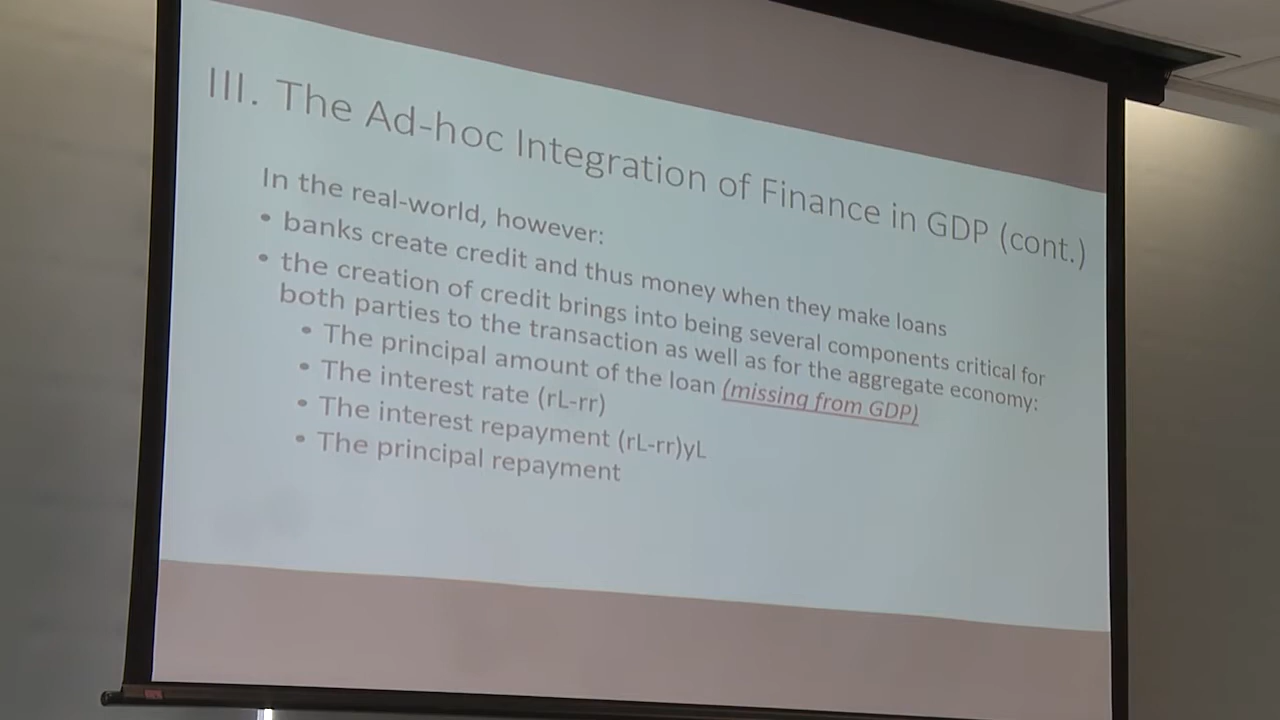 III. The Ad-hoc Integration of Finance in GDP (cont.)
In the real-world, however:
• banks create credit and thus money when they make loans
• the creation of credit brings into being several components critical for
both parties to the transaction as well as for the aggregate economy:
• The principal amount of the loan (missing from GDP)
• The interest rate (rL-rr)
• The interest repayment (rL-rr)yL
• The principal repayment